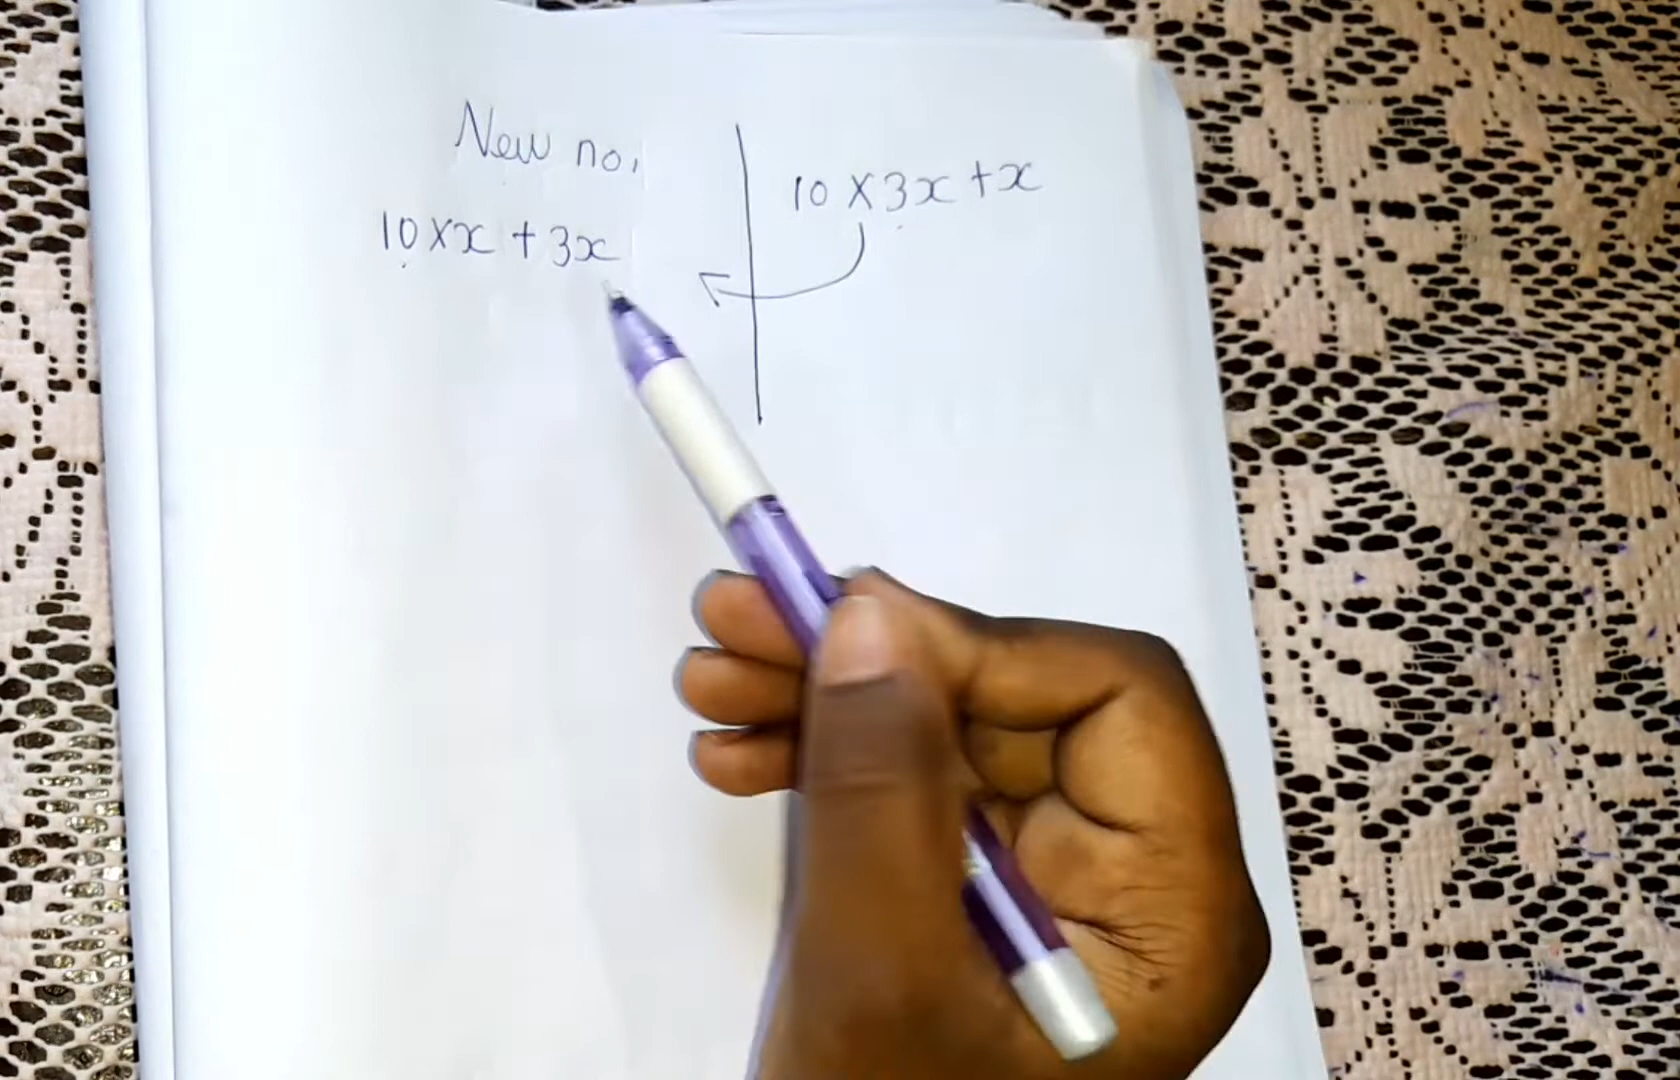 New no.
10 × x + 3x
10 × 3x + x